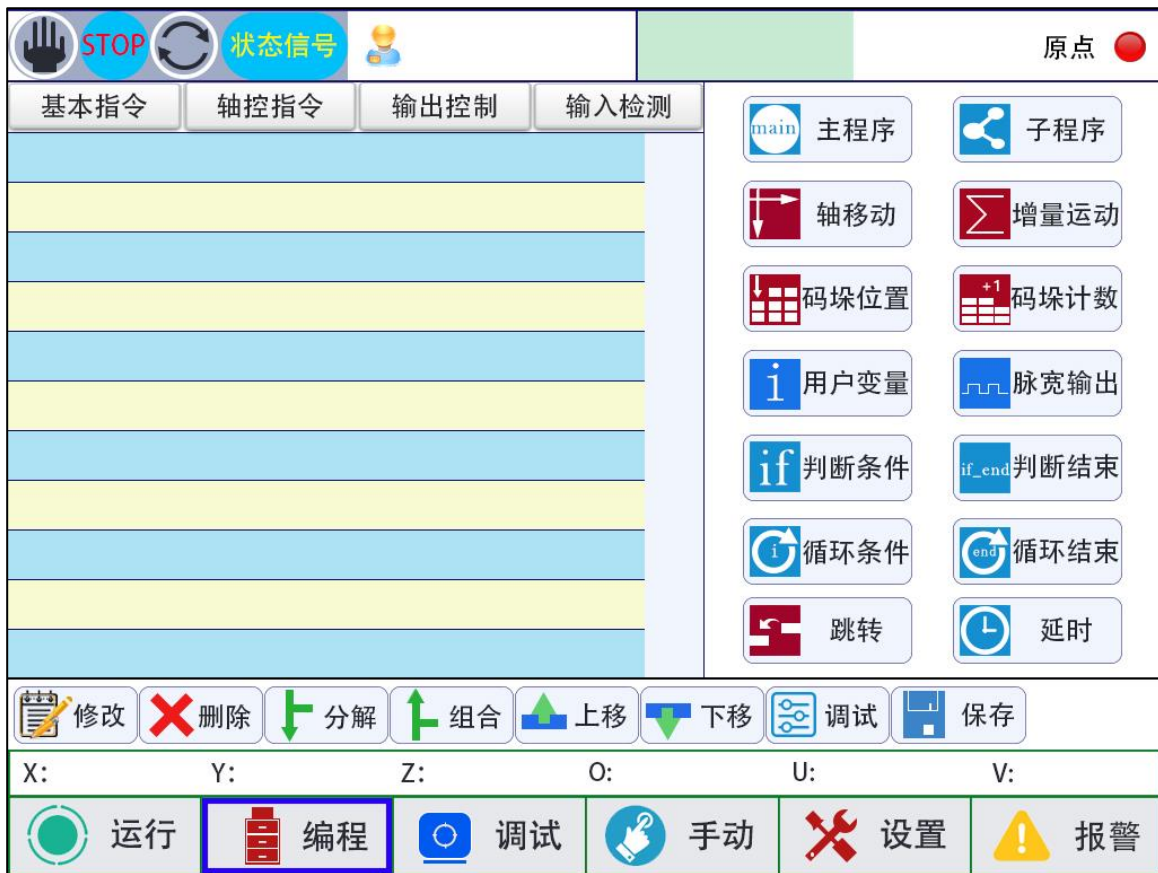 STOP 状态信号 原点
基本指令 轴控指令 输出控制 输入检测
main 主程序 子程序
轴移动 增量运动
码垛位置 +1 码垛计数
i 用户变量 脉宽输出
if 判断条件 if_end 判断结束
i 循环条件 end 循环结束
跳转 延时
修改 删除 分解 组合 上移 下移 调试 保存
X: Y: Z: O: U: V:
运行 编程 调试 手动 设置 报警